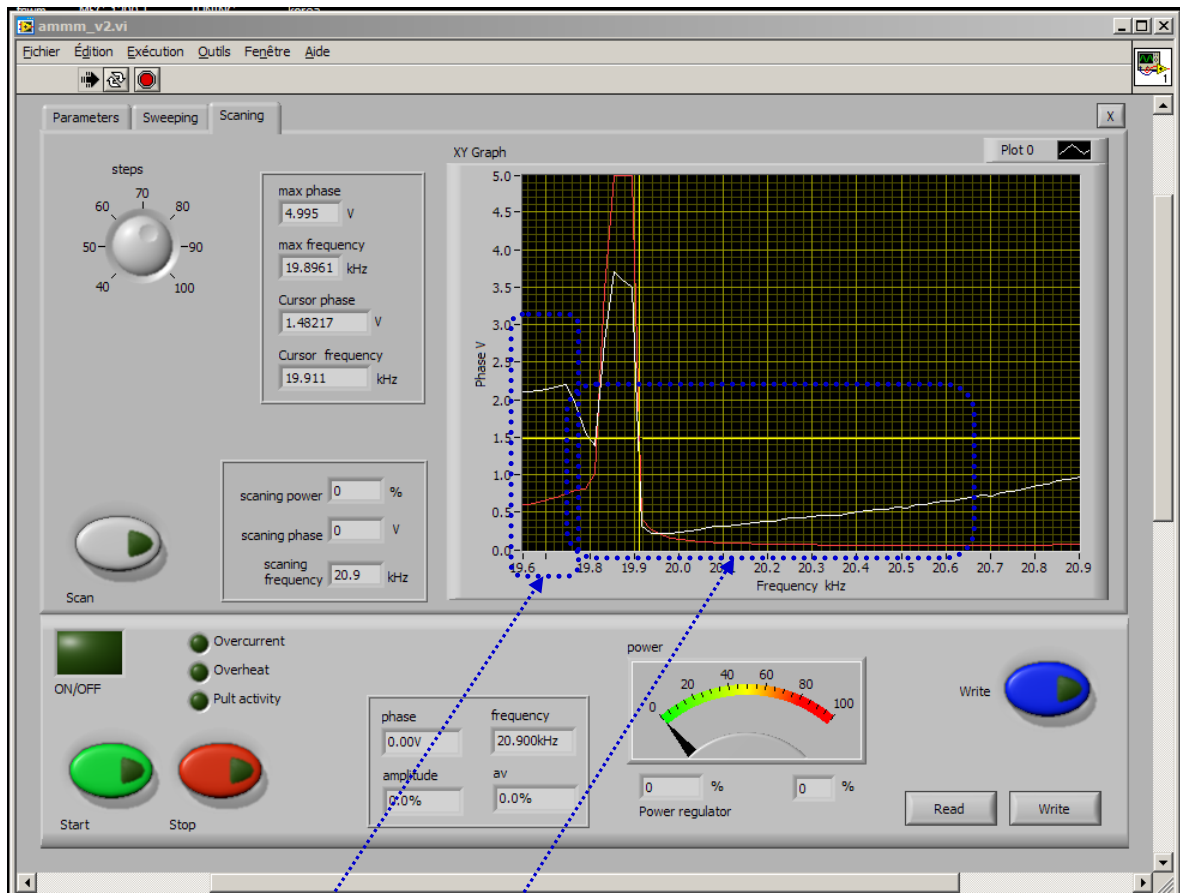 MSG 1200 1 TUNING korea
ammm_v2.vi
Fichier Édition Exécution Outils Fenêtre Aide
1
Parameters Sweeping Scaning
X
steps
40 50 60 70 80 90 100
max phase
4.995 V
max frequency
19.8961 kHz
Cursor phase
1.48217 V
Cursor frequency
19.911 kHz
scaning power 0 %
scaning phase 0 V
scaning
frequency 20.9 kHz
Scan
XY Graph
Plot 0
Phase V
5.0
4.5
4.0
3.5
3.0
2.5
2.0
1.5
1.0
0.5
0.0
19.6 19.8 19.9 20.0 20.1 20.2 20.3 20.4 20.5 20.6 20.7 20.8 20.9
Frequency kHz
ON/OFF
Overcurrent
Overheat
Pult activity
Start
Stop
phase frequency
0.00V 20.900kHz
amplitude av
0.0% 0.0%
power
0 20 40 60 80 100
0 % 0 %
Power regulator
Write
Read Write